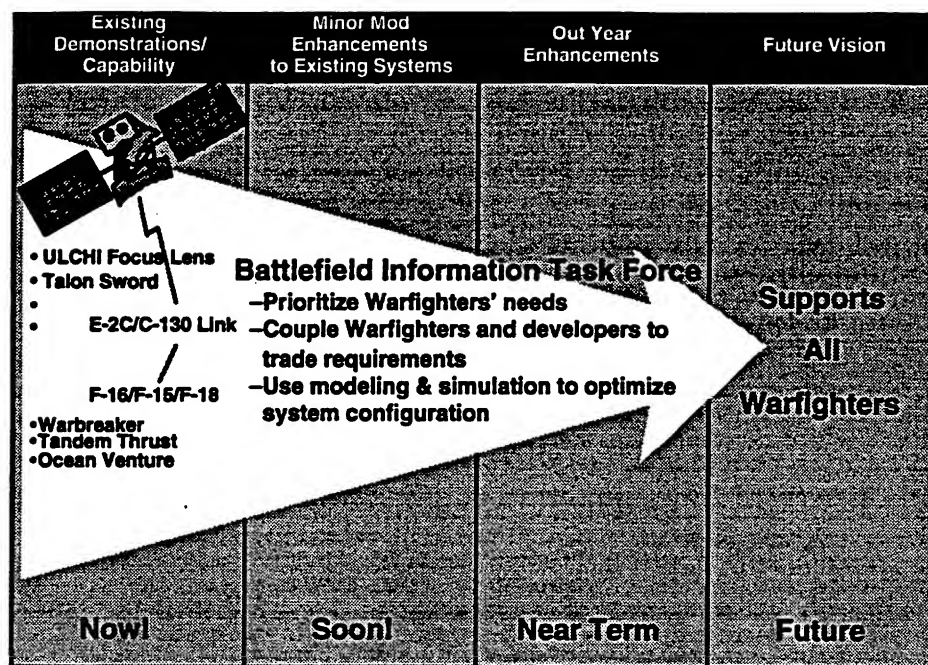 Existing
Demonstrations/
Capability
Minor Mod
Enhancements
to Existing Systems
Out Year
Enhancements
Future Vision
• ULCHI Focus Lens
• Talon Sword
•
•
E-2C/C-130 Link
F-16/F-15/F-18
•Warbreaker
•Tandem Thrust
•Ocean Venture
Battlefield Information Task Force
–Prioritize Warfighters' needs
–Couple Warfighters and developers to
trade requirements
–Use modeling & simulation to optimize
system configuration
Supports
All
Warfighters
Now!
Soon!
Near Term
Future